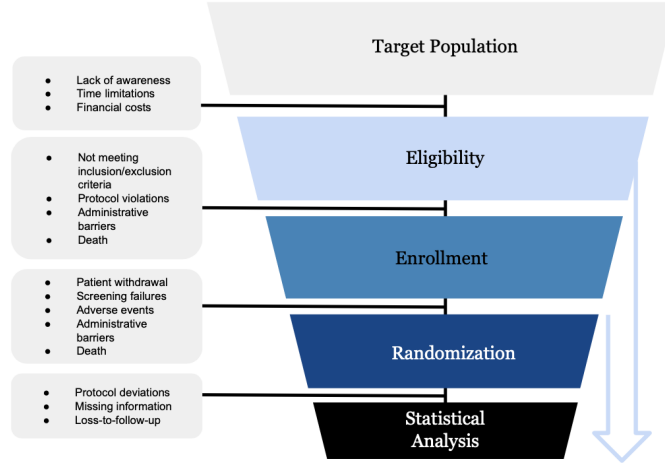 Target Population
Lack of awareness
Time limitations
Financial costs
Eligibility
Not meeting
inclusion/exclusion
criteria
Protocol violations
Administrative
barriers
Death
Enrollment
Patient withdrawal
Screening failures
Adverse events
Administrative
barriers
Death
Randomization
Protocol deviations
Missing information
Loss-to-follow-up
Statistical
Analysis